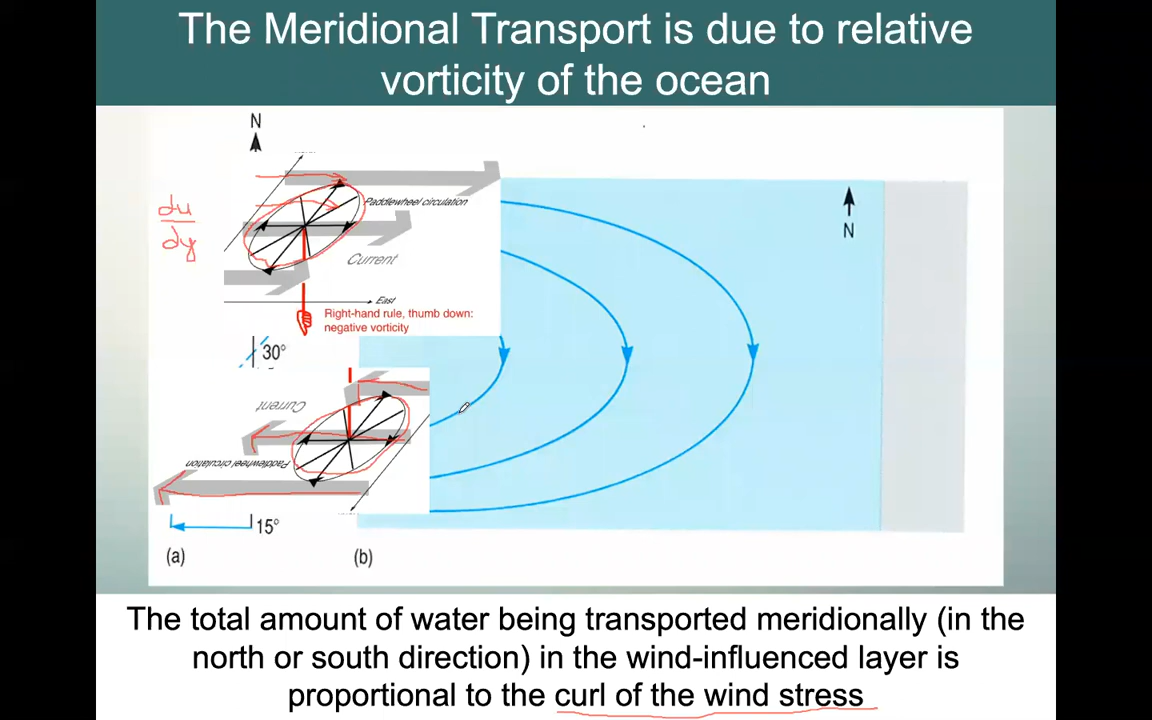 The Meridional Transport is due to relative
vorticity of the ocean
N
du
dy
Paddlewheel circulation
Current
East
Right-hand rule, thumb down:
negative vorticity
N
30°
Current
Paddlewheel circulation
15°
(a)
(b)
The total amount of water being transported meridionally (in the
north or south direction) in the wind-influenced layer is
proportional to the curl of the wind stress